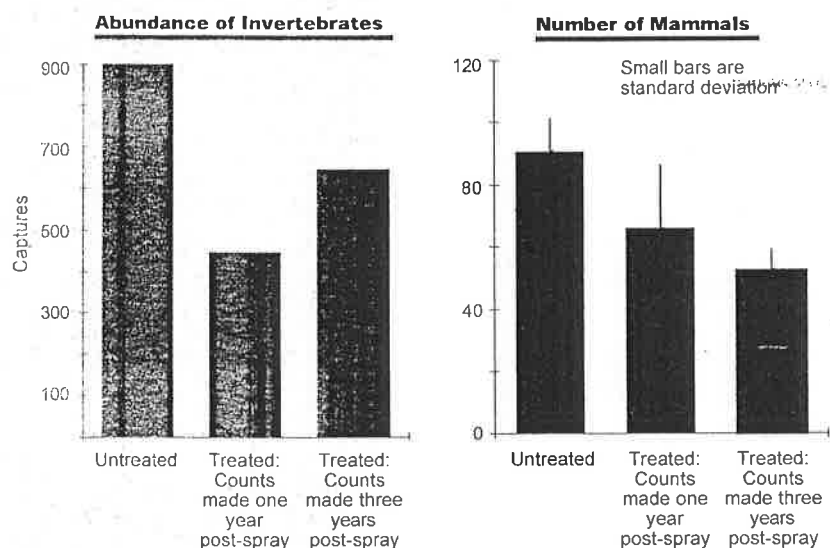 Abundance of Invertebrates
900
700
500
300
100
Captures
Untreated
Treated:
Counts
made one
year
post-spray
Treated:
Counts
made three
years
post-spray
Number of Mammals
Small bars are
standard deviation
120
80
40
0
Untreated
Treated:
Counts
made one
year
post-spray
Treated:
Counts
made three
years
post-spray